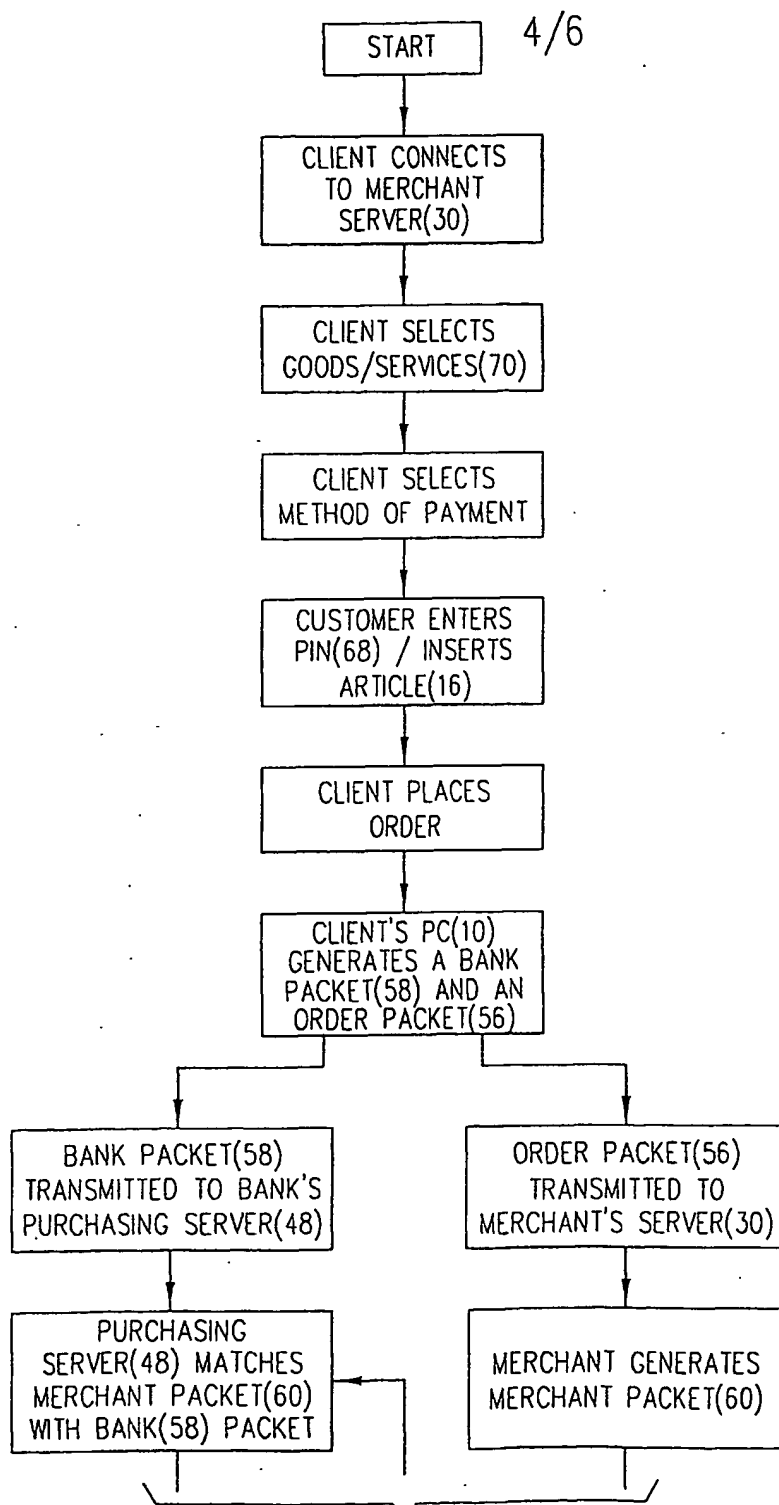 4/6
START
CLIENT CONNECTS
TO MERCHANT
SERVER(30)
CLIENT SELECTS
GOODS/SERVICES(70)
CLIENT SELECTS
METHOD OF PAYMENT
CUSTOMER ENTERS
PIN(68) / INSERTS
ARTICLE(16)
CLIENT PLACES
ORDER
CLIENT'S PC(10)
GENERATES A BANK
PACKET(58) AND AN
ORDER PACKET(56)
BANK PACKET(58)
TRANSMITTED TO BANK'S
PURCHASING SERVER(48)
ORDER PACKET(56)
TRANSMITTED TO
MERCHANT'S SERVER(30)
PURCHASING
SERVER(48) MATCHES
MERCHANT PACKET(60)
WITH BANK(58) PACKET
MERCHANT GENERATES
MERCHANT PACKET(60)